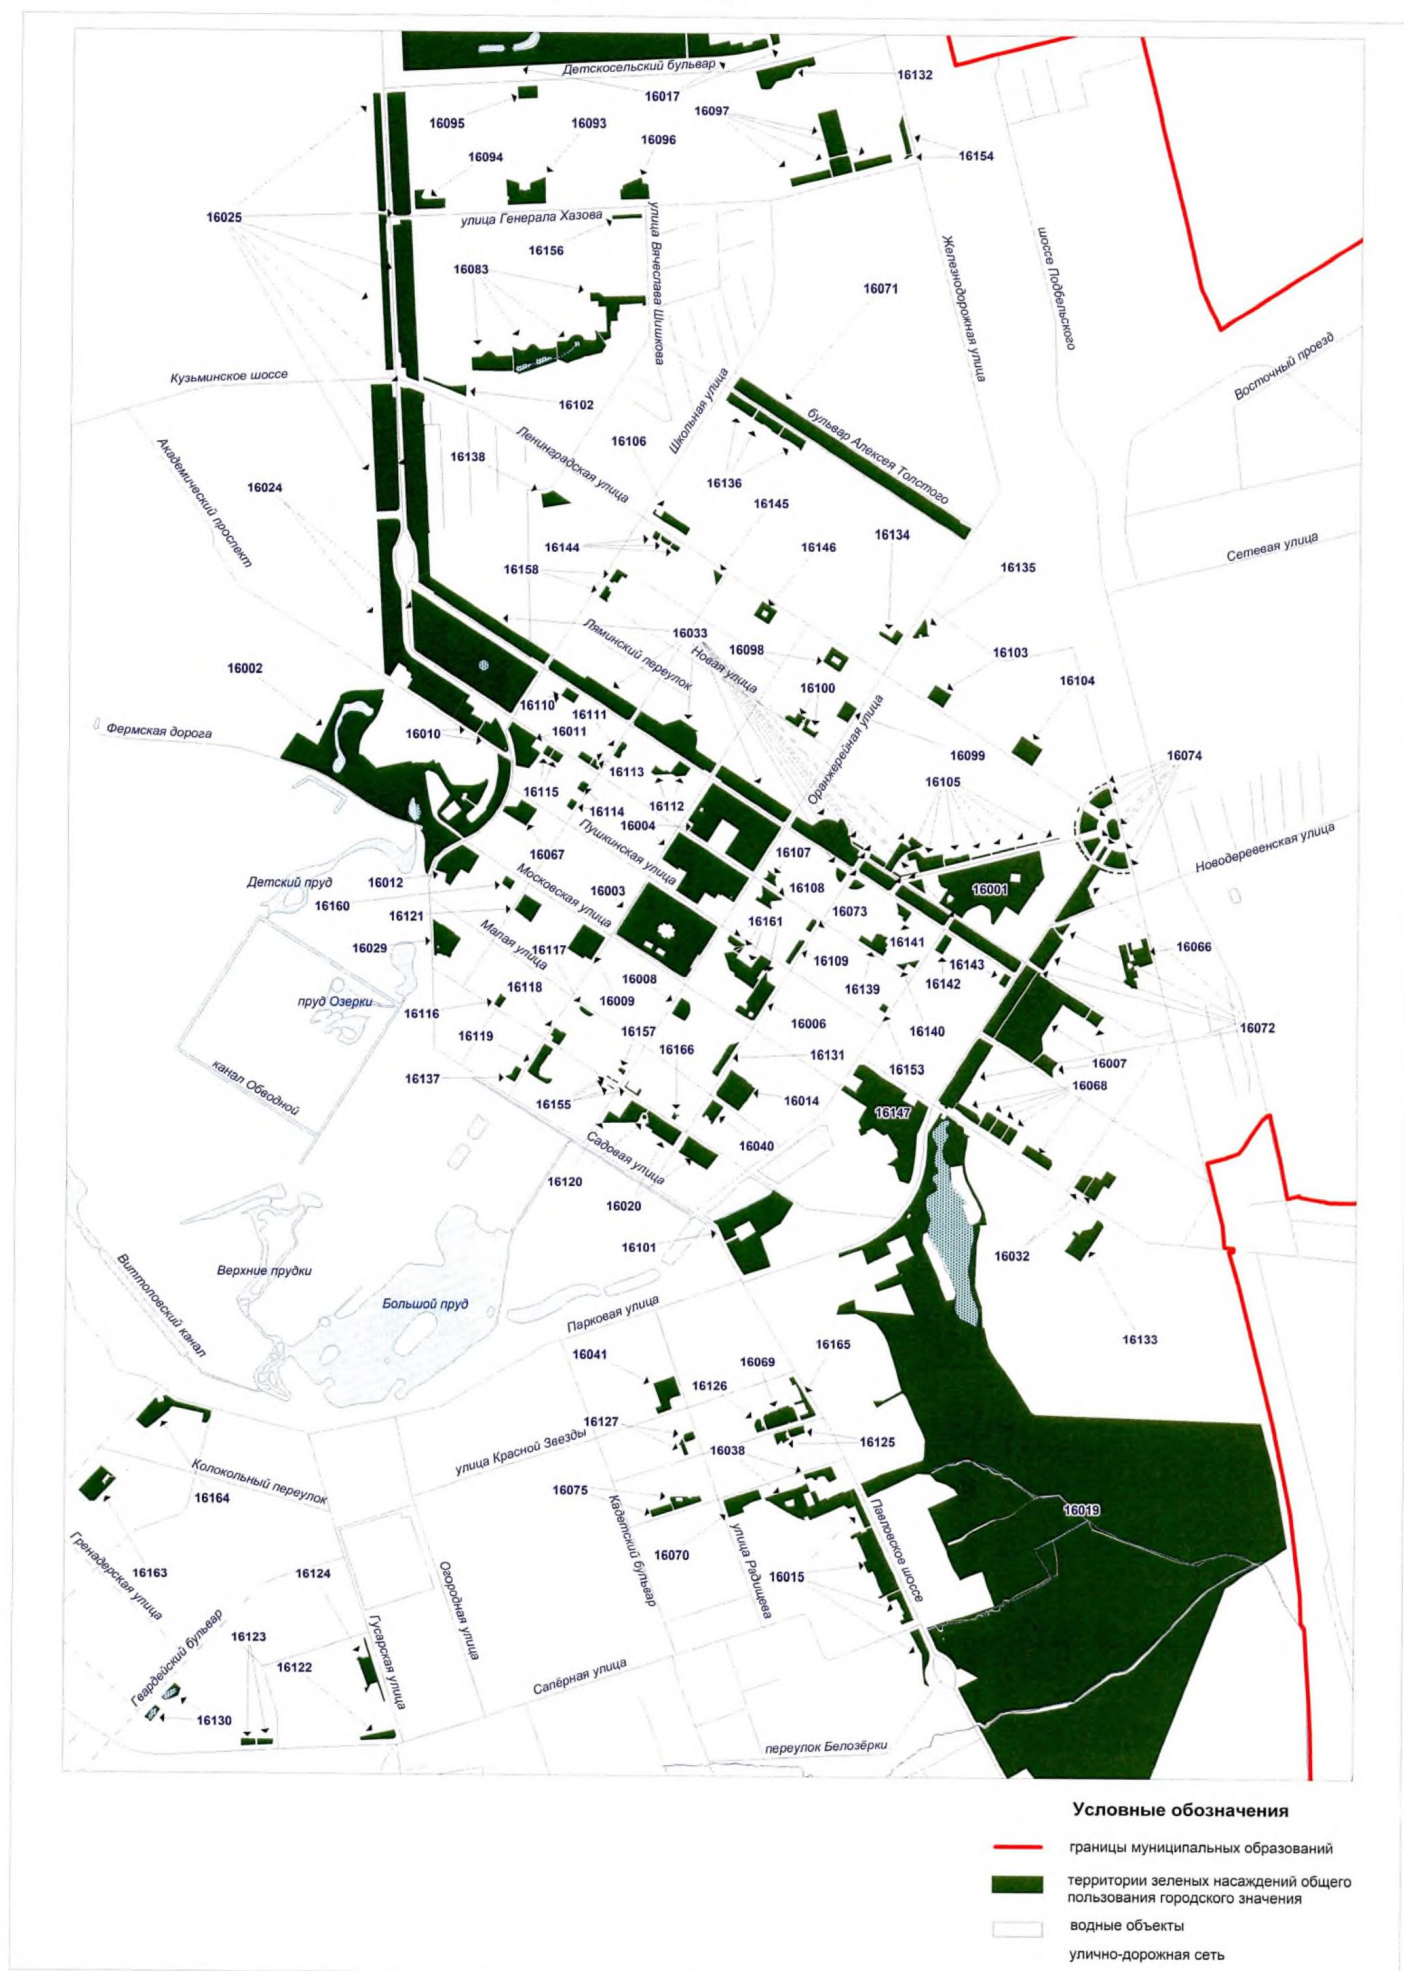 Детскосельский бульвар
16132
16017
16095
16093
16097
16096
16094
16154
16025
улица Генерала Хазова
16156
улица Вячеслава Шишкова
Железнодорожная улица
шоссе Подбельского
16083
16071
Восточный проезд
Кузьминское шоссе
16102
Школьная улица
бульвар Алексея Толстого
Академический проспект
16138
Ленинградская улица
16106
16136
16024
16145
16134
Сетевая улица
16144
16146
16158
16135
Ляминский переулок
16033
16098
Новая улица
16103
16002
16100
16104
16110
16111
Оранжерейная улица
Фермская дорога
16010
16011
16099
16074
16113
16105
16115
16112
16114
16004
Пушкинская улица
Новодеревенская улица
16067
16107
Московская улица
Детский пруд
16012
16003
16108
16001
16160
16073
16121
16161
Малая улица
16141
16029
16117
16109
16143
16066
16008
16139
16142
16118
пруд Озерки
16009
16116
16006
16140
16072
16119
16157
16166
16131
16153
16007
16137
16068
канал Обводной
16155
16014
16147
Садовая улица
16040
16120
16020
16101
16032
Виттоловский канал
Верхние прудки
Большой пруд
Парковая улица
16133
16165
16041
16069
16126
16127
16038
16125
улица Красной Звезды
Колокольный переулок
16164
16075
Кадетский бульвар
Павловское шоссе
16019
улица Радищева
16070
Гренадерская улица
16163
16124
16015
Огородная улица
Гвардейский бульвар
16123
Гусарская улица
16122
Сапёрная улица
16130
переулок Белозёрки
Условные обозначения
границы муниципальных образований
территории зеленых насаждений общего
пользования городского значения
водные объекты
улично-дорожная сеть